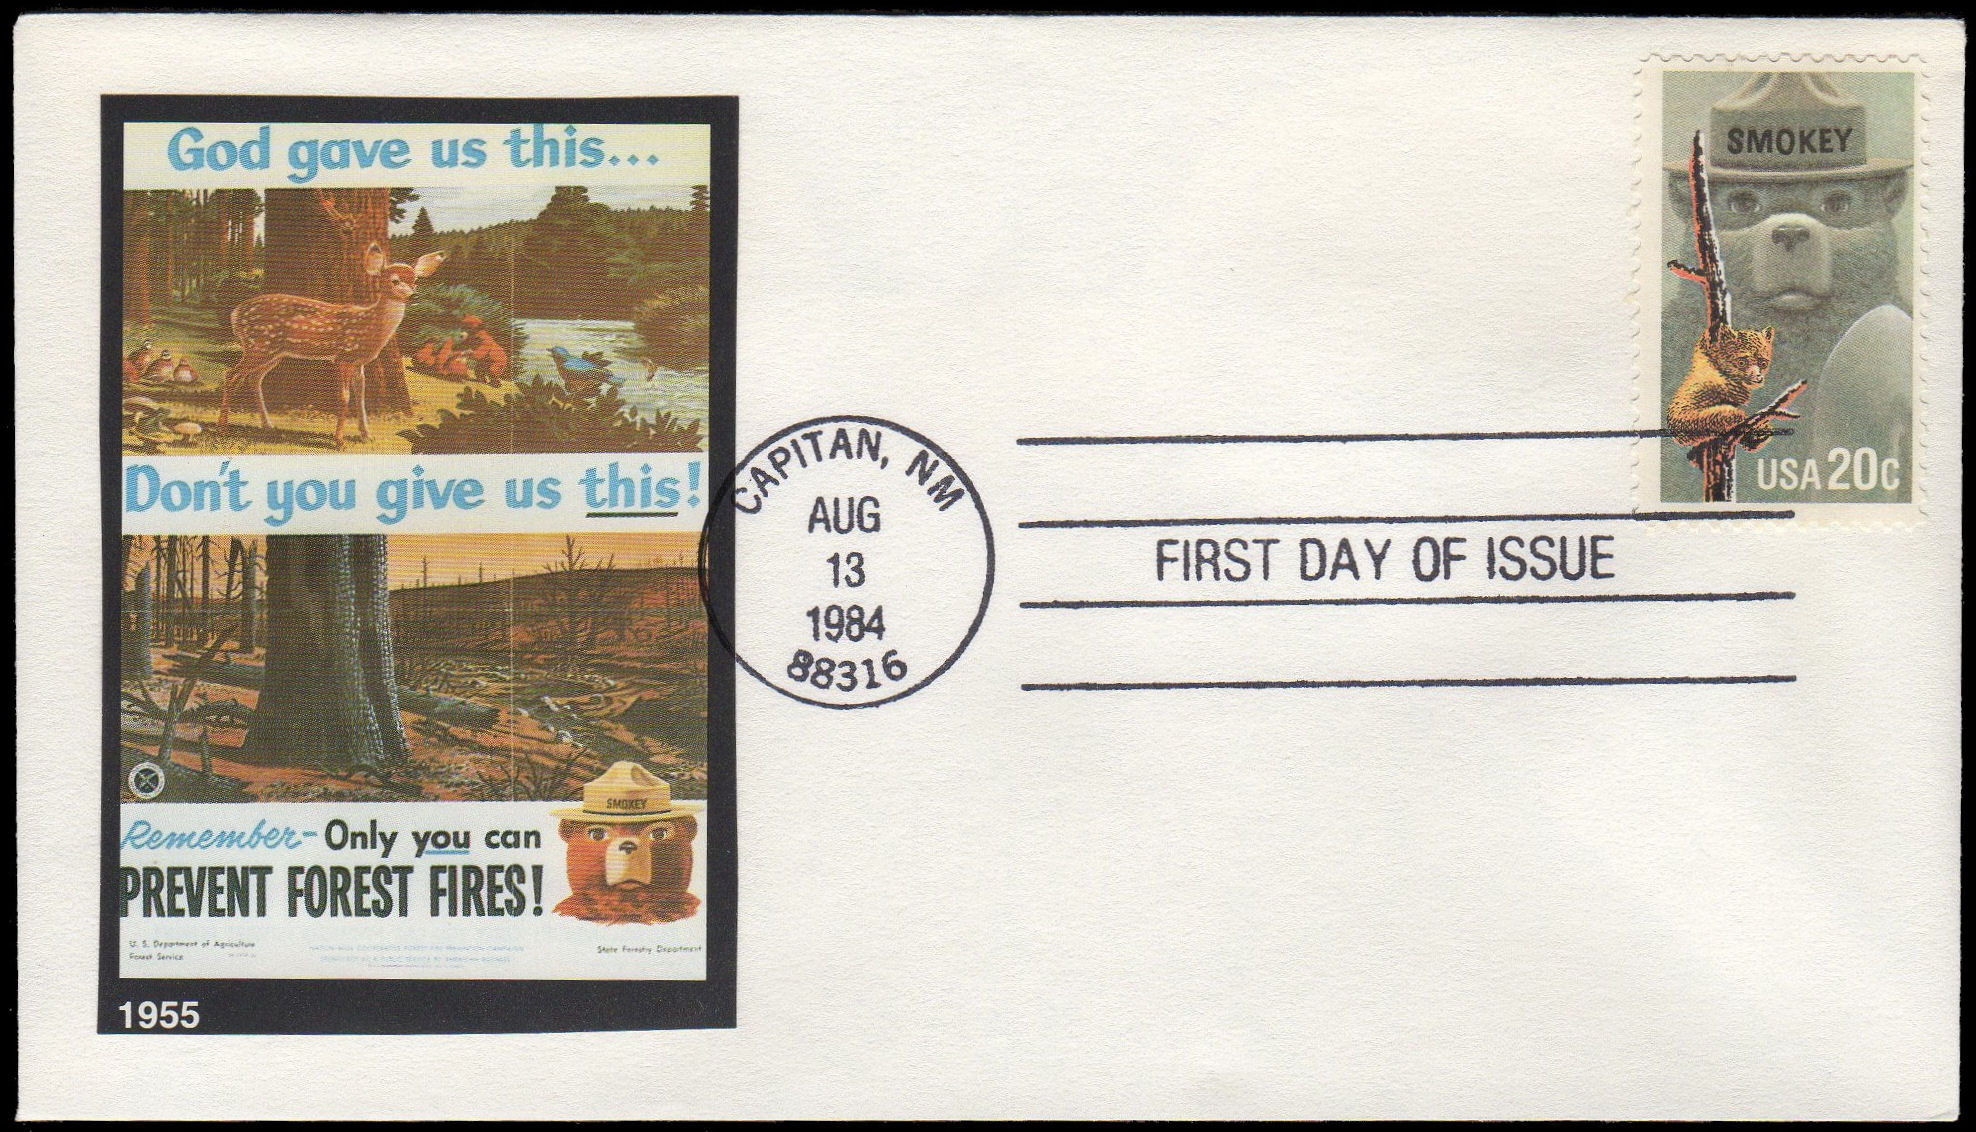 God gave us this...
Don't you give us this!
SMOKEY
Remember- Only you can
PREVENT FOREST FIRES!
U. S. Department of Agriculture
Forest Service
State Forestry Department
1955
CAPITAN, NM
AUG
13
1984
88316
FIRST DAY OF ISSUE
SMOKEY
USA 20c